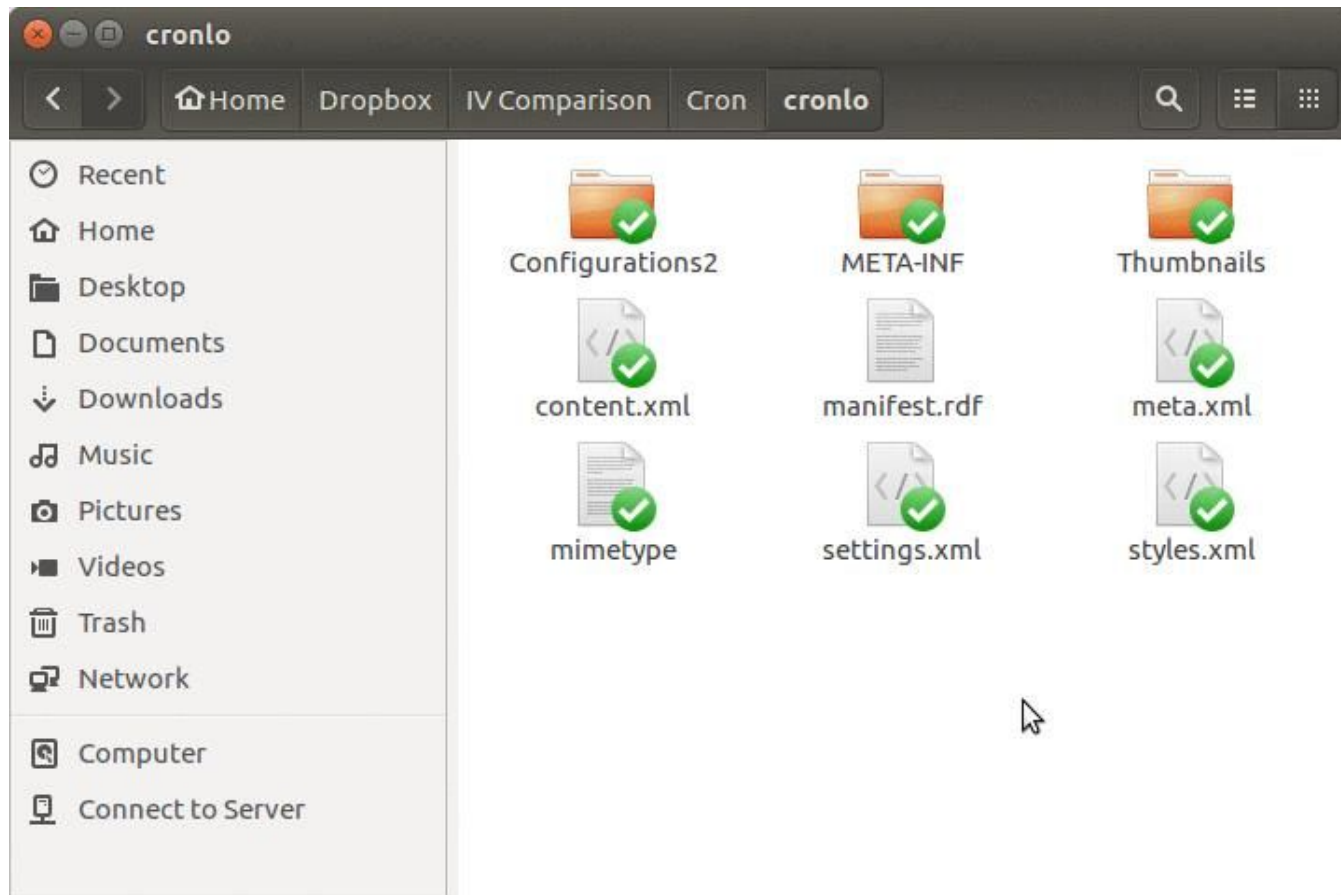 cronlo
Home Dropbox IV Comparison Cron cronlo
Recent
Home
Desktop
Documents
Downloads
Music
Pictures
Videos
Trash
Network
Computer
Connect to Server
Configurations2 META-INF Thumbnails
content.xml manifest.rdf meta.xml
mimetype settings.xml styles.xml